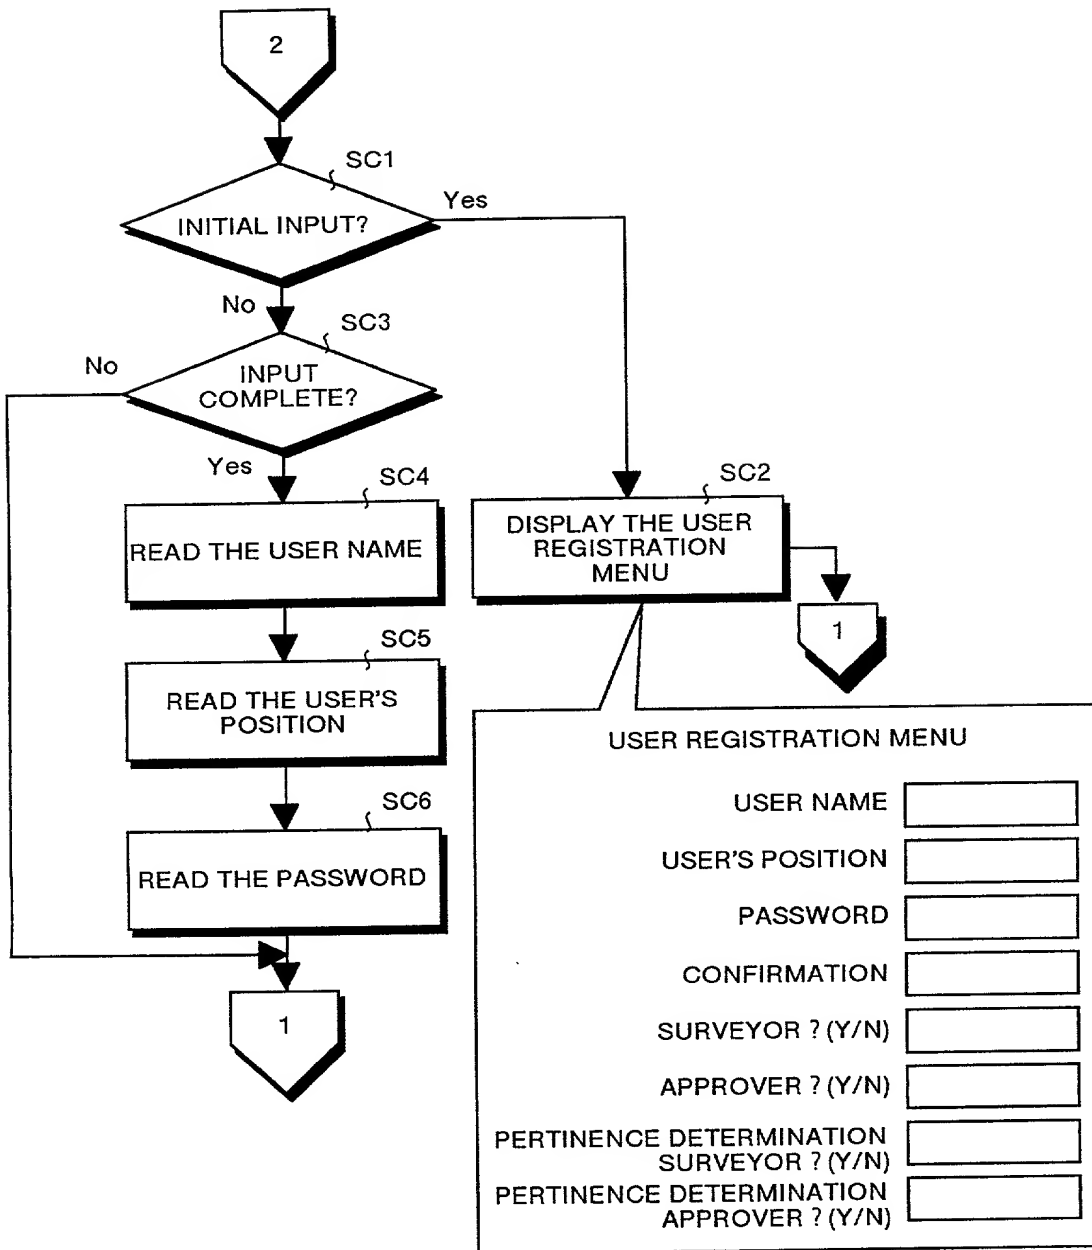 2
SC1
Yes
INITIAL INPUT?
No
SC3
No
INPUT
COMPLETE?
Yes
SC4
READ THE USER NAME
SC5
READ THE USER'S
POSITION
SC6
READ THE PASSWORD
1
SC2
DISPLAY THE USER
REGISTRATION
MENU
1
USER REGISTRATION MENU
USER NAME
USER'S POSITION
PASSWORD
CONFIRMATION
SURVEYOR ? (Y/N)
APPROVER ? (Y/N)
PERTINENCE DETERMINATION
SURVEYOR ? (Y/N)
PERTINENCE DETERMINATION
APPROVER ? (Y/N)